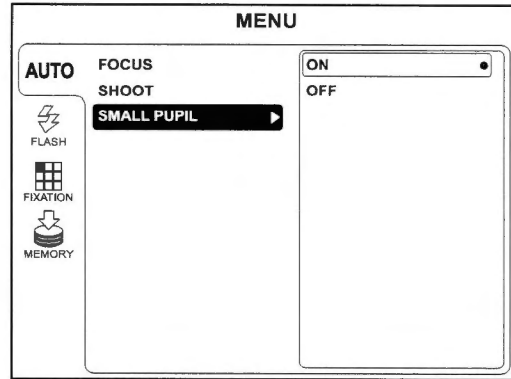 MENU
AUTO
FLASH
FIXATION
MEMORY
FOCUS
SHOOT
SMALL PUPIL
ON
OFF